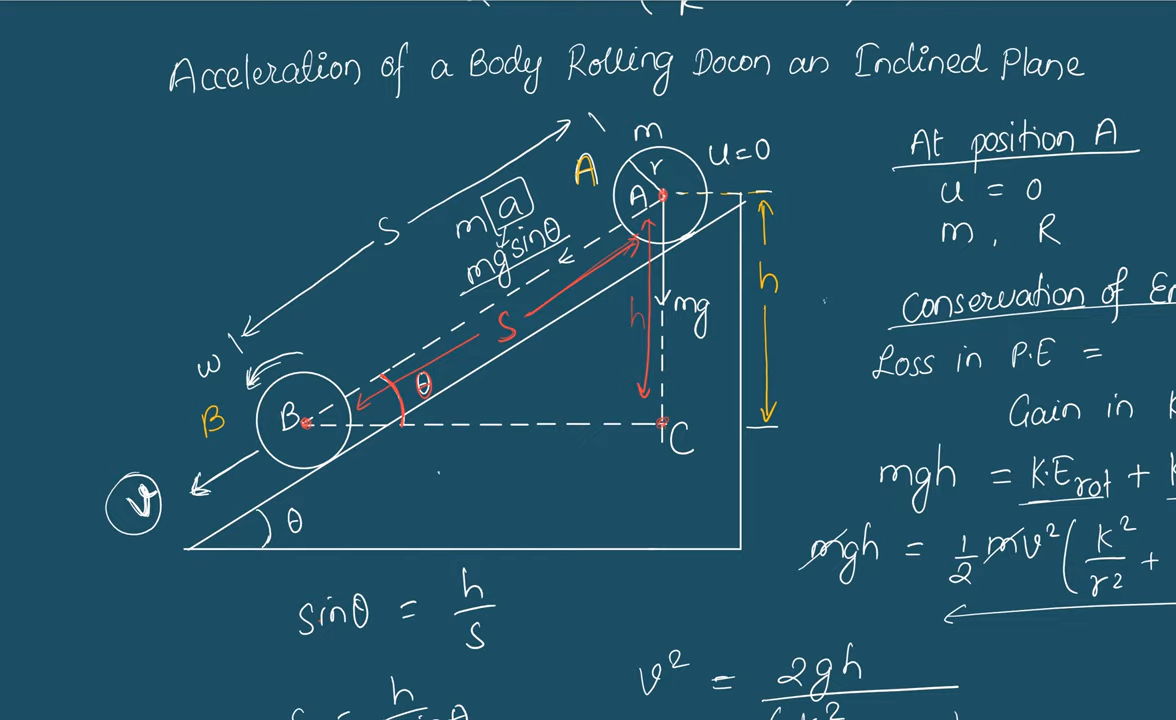 Acceleration of a Body Rolling Docon an Inclined Plane
S
m a
mg sinθ
A
m
r
A
u=0
h
h
mg
S
θ
ω
B
B
C
v
θ
sinθ = h/S
h
v² = 2gh
k²
At position A
u = 0
m, R
Conservation of
Loss in P.E =
Gain in
mgh = K.E rot +
mgh = 1/2 mv² ( k²/r² +